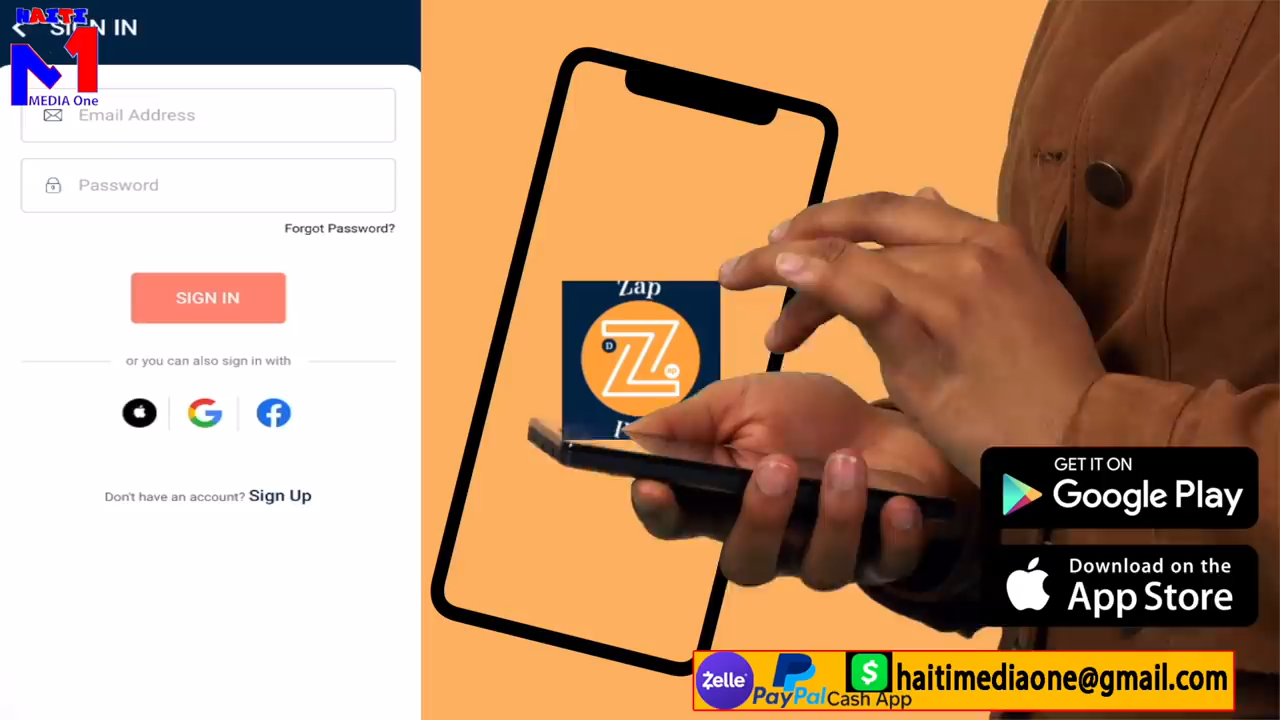 HAITI
M1
MEDIA One
SIGN IN
Email Address
Password
Forgot Password?
SIGN IN
or you can also sign in with
Don't have an account? Sign Up
Zap
Z
D
GET IT ON
Google Play
Download on the
App Store
Zelle
PayPal
$
Cash App
haitimediaone@gmail.com